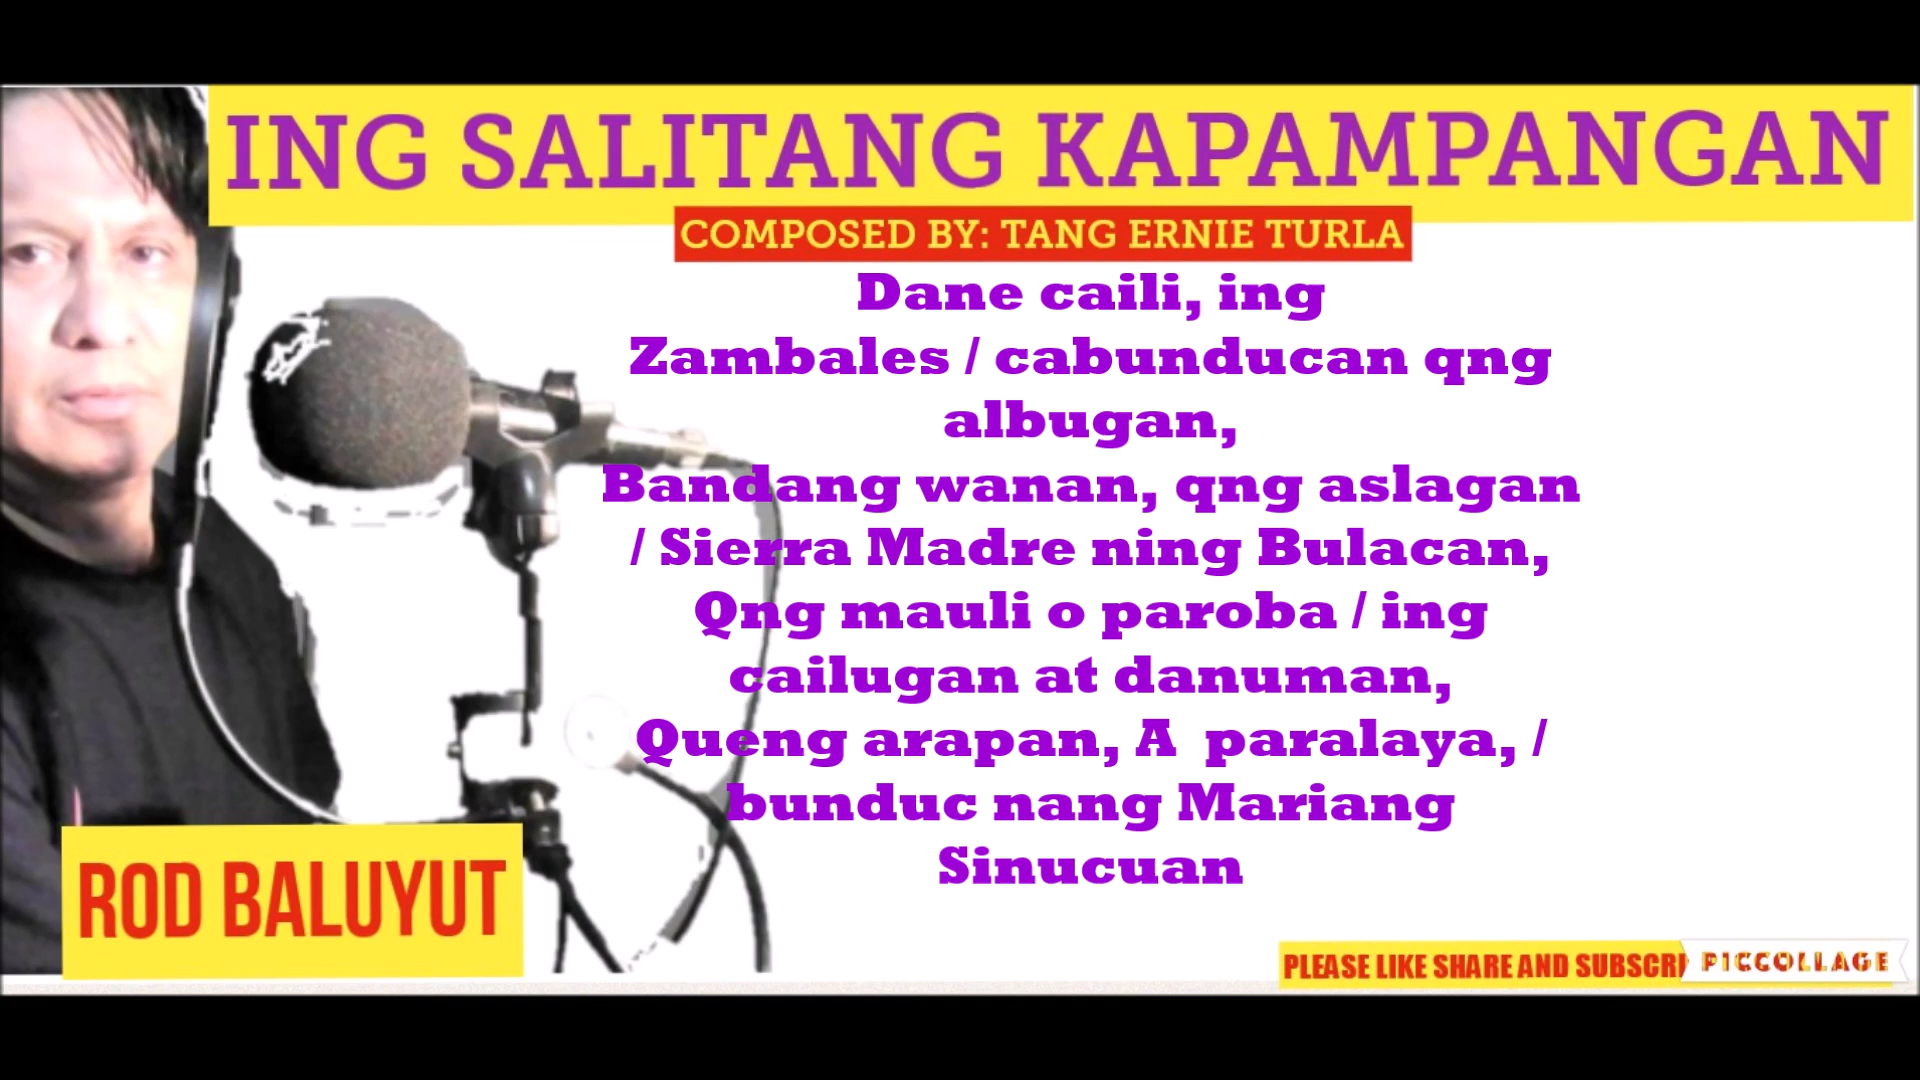 ING SALITANG KAPAMPANGAN
COMPOSED BY: TANG ERNIE TURLA
Dane caili, ing
Zambales / cabunducan qng
albugan,
Bandang wanan, qng aslagan
/ Sierra Madre ning Bulacan,
Qng mauli o paroba / ing
cailugan at danuman,
Queng arapan, A paralaya, /
bunduc nang Mariang
Sinucuan
ROD BALUYUT
PLEASE LIKE SHARE AND SUBSCRI
PICCOLLAGE